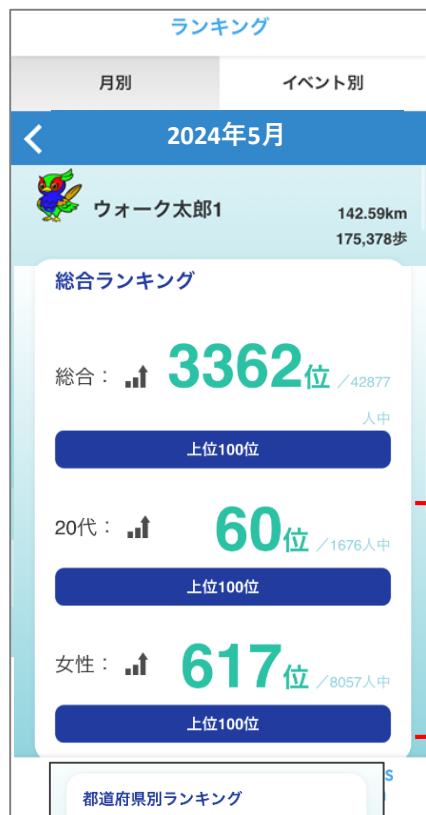 ランキング
月別 イベント別
2024年5月
ウォーク太郎1
142.59km
175,378歩
総合ランキング
総合： 3362位 ／42877
人中
上位100位
20代： 60位 ／1676人中
上位100位
女性： 617位 ／8057人中
上位100位
都道府県別ランキング